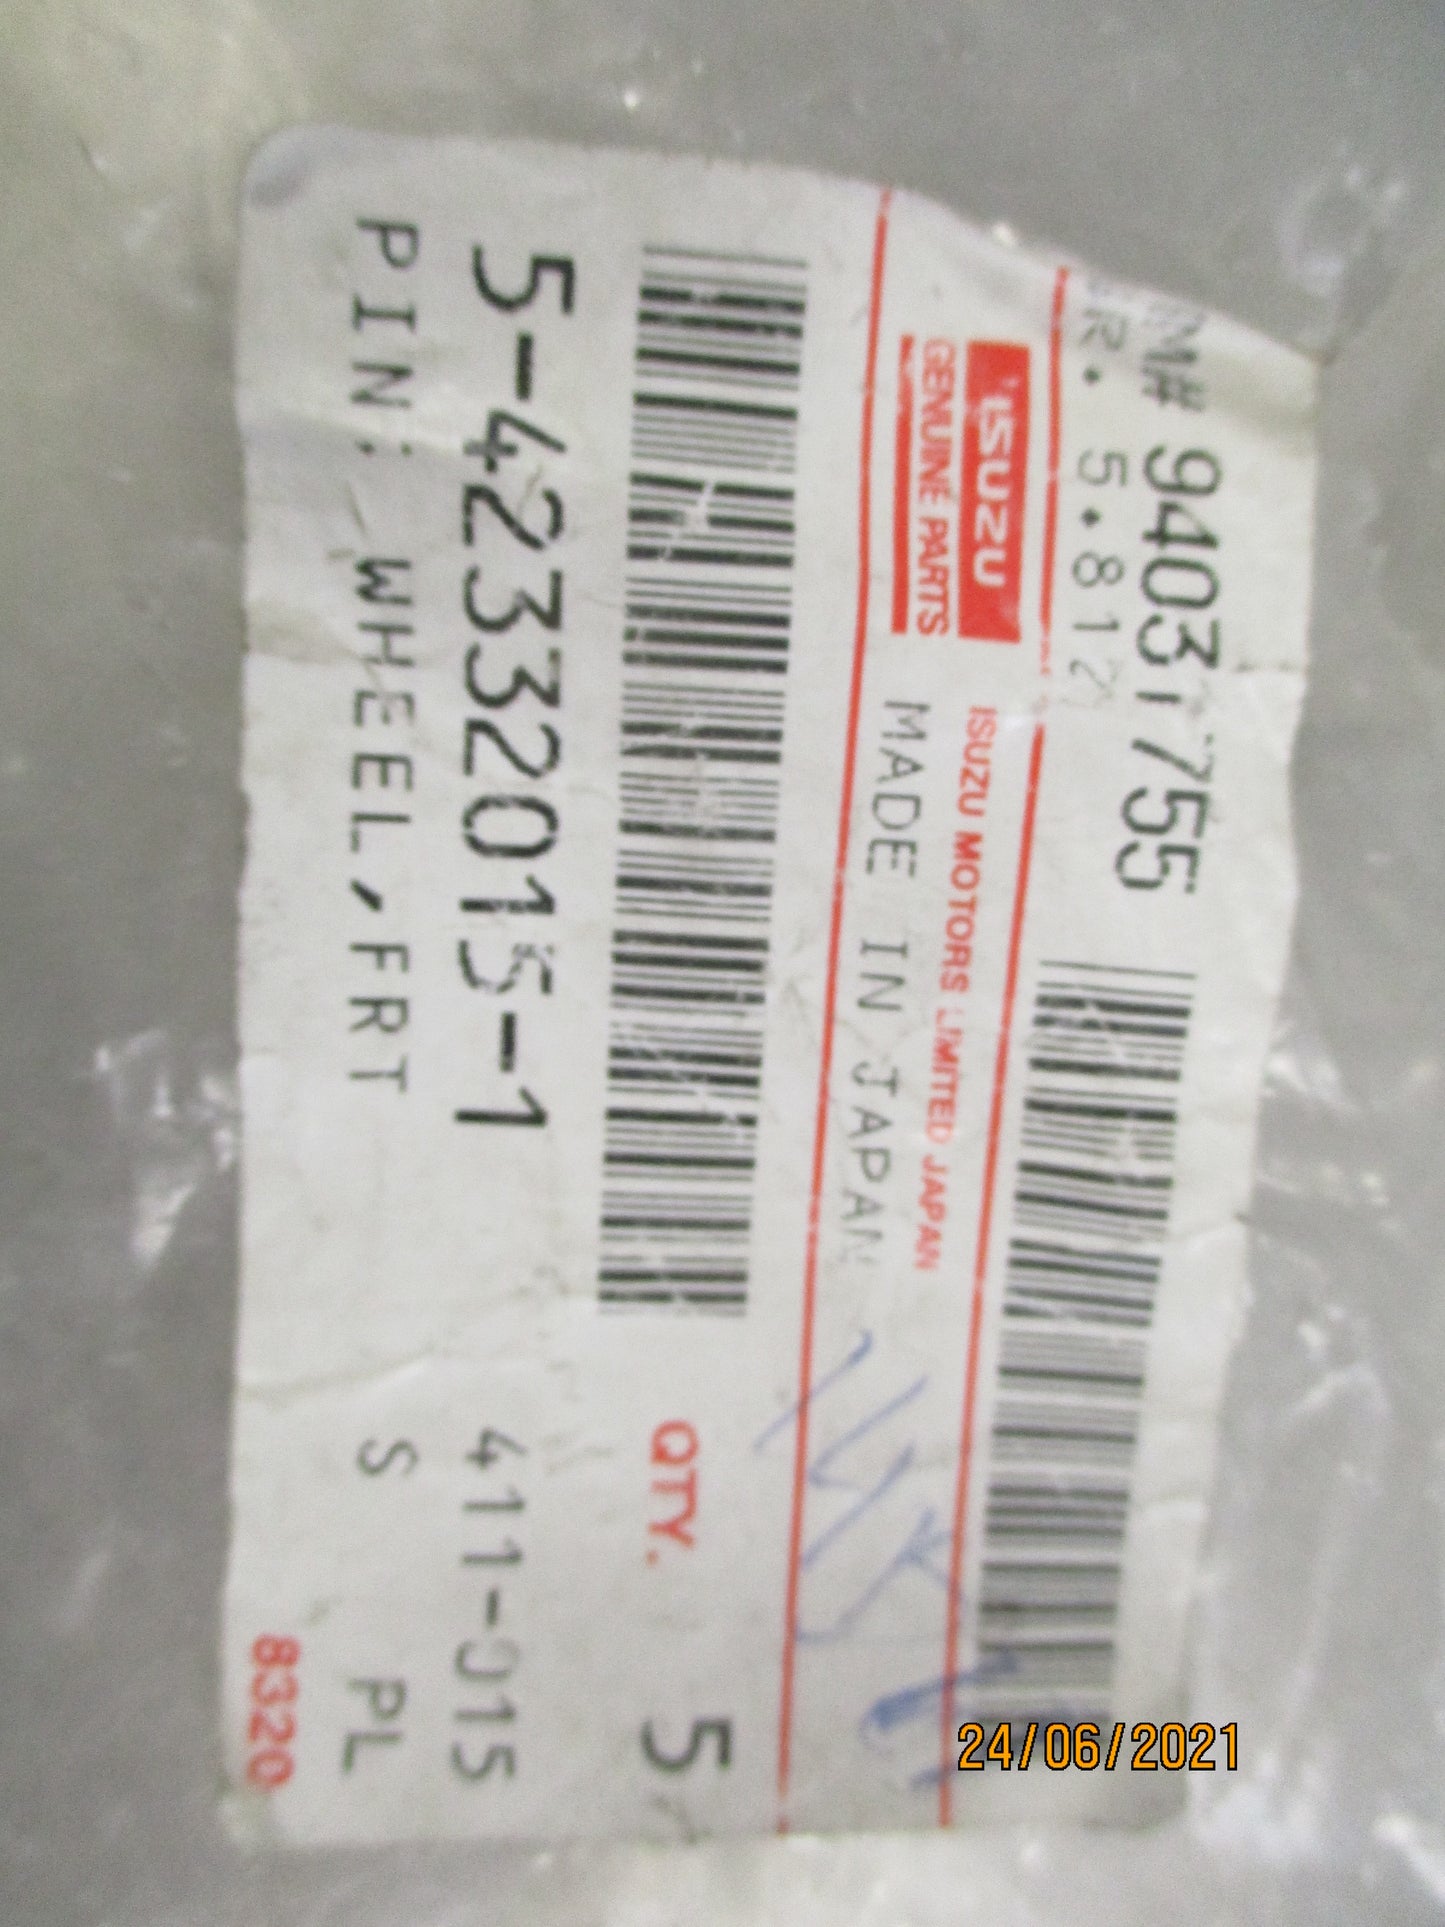 M# 94031755
R. 5.812
ISUZU
GENUINE PARTS
ISUZU MOTORS LIMITED JAPAN
MADE IN JAPAN
QTY. 5
5-42332015-1
411-015
PIN; WHEEL,FRT
S PL
8320
24/06/2021